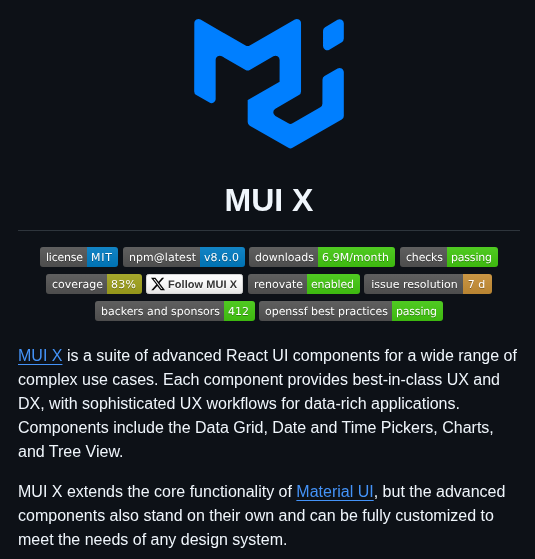 MUI X
license MIT npm@latest v8.6.0 downloads 6.9M/month checks passing
coverage 83% X Follow MUI X renovate enabled issue resolution 7 d
backers and sponsors 412 openssf best practices passing
MUI X is a suite of advanced React UI components for a wide range of
complex use cases. Each component provides best-in-class UX and
DX, with sophisticated UX workflows for data-rich applications.
Components include the Data Grid, Date and Time Pickers, Charts,
and Tree View.
MUI X extends the core functionality of Material UI, but the advanced
components also stand on their own and can be fully customized to
meet the needs of any design system.